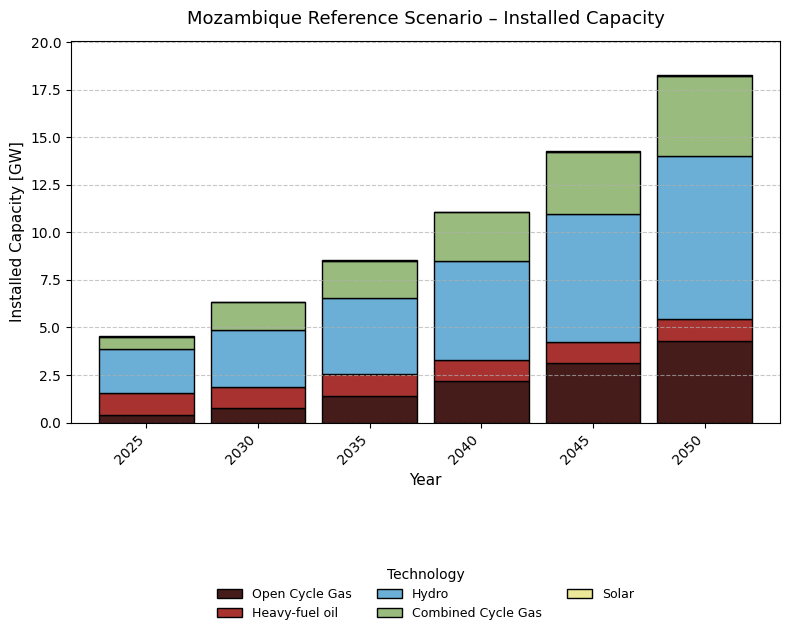 Mozambique Reference Scenario – Installed Capacity
Installed Capacity [GW]
20.0
17.5
15.0
12.5
10.0
7.5
5.0
2.5
0.0
2025 2030 2035 2040 2045 2050
Year
Technology
Open Cycle Gas Hydro Solar
Heavy-fuel oil Combined Cycle Gas